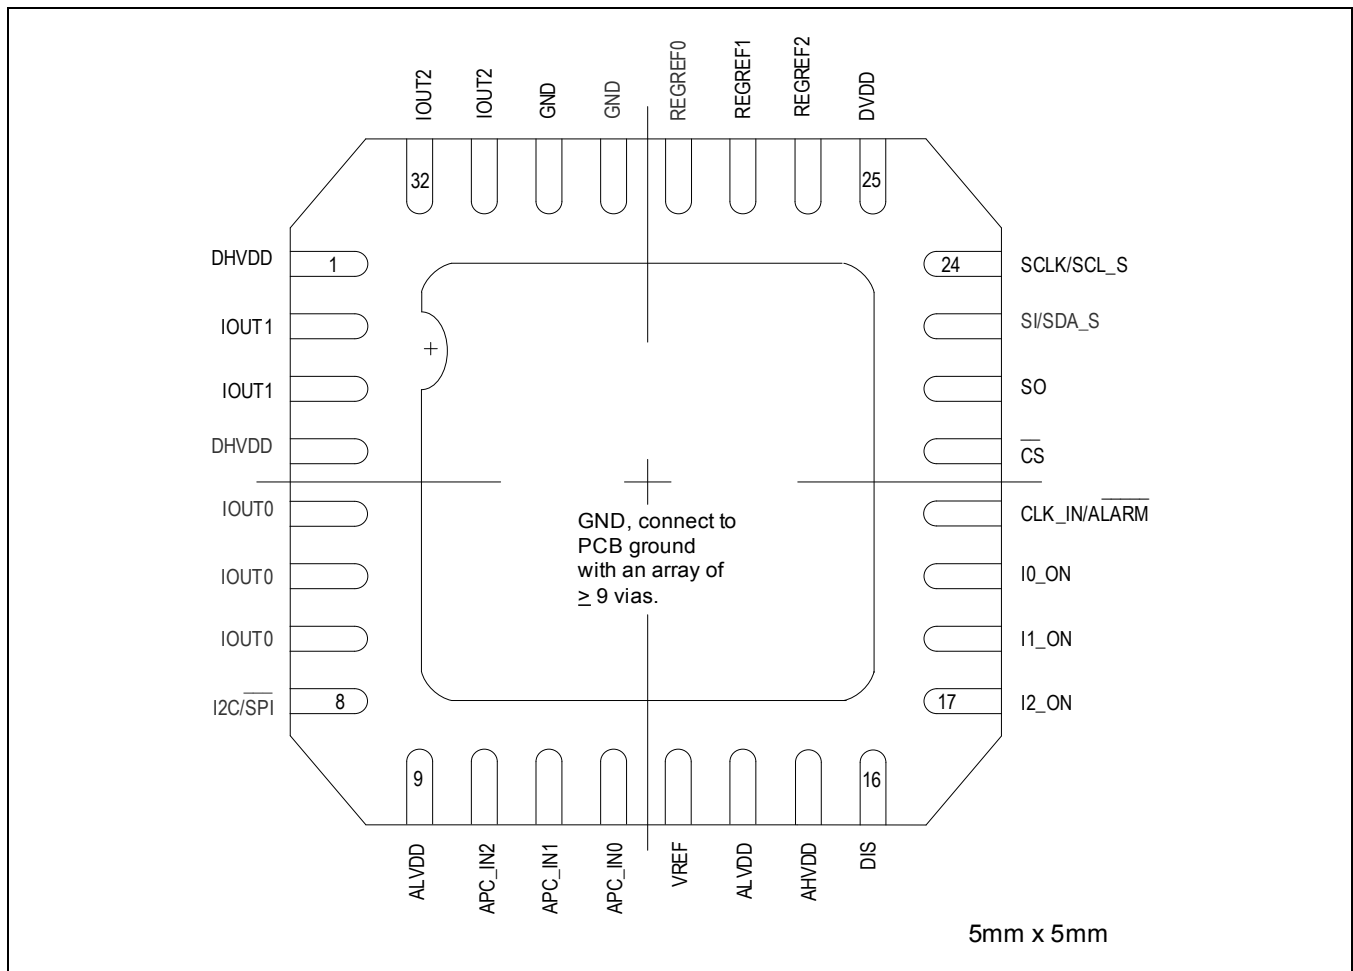 IOUT2
IOUT2
GND
GND
REGREF0
REGREF1
REGREF2
DVDD
32
25
DHVDD
1
24
SCLK/SCL_S
IOUT1
SI/SDA_S
IOUT1
SO
DHVDD
CS
IOUT0
CLK_IN/ALARM
IOUT0
I0_ON
IOUT0
I1_ON
I2C/SPI
8
17
I2_ON
GND, connect to
PCB ground
with an array of
≥ 9 vias.
9
16
ALVDD
APC_IN2
APC_IN1
APC_IN0
VREF
ALVDD
AHVDD
DIS
5mm x 5mm